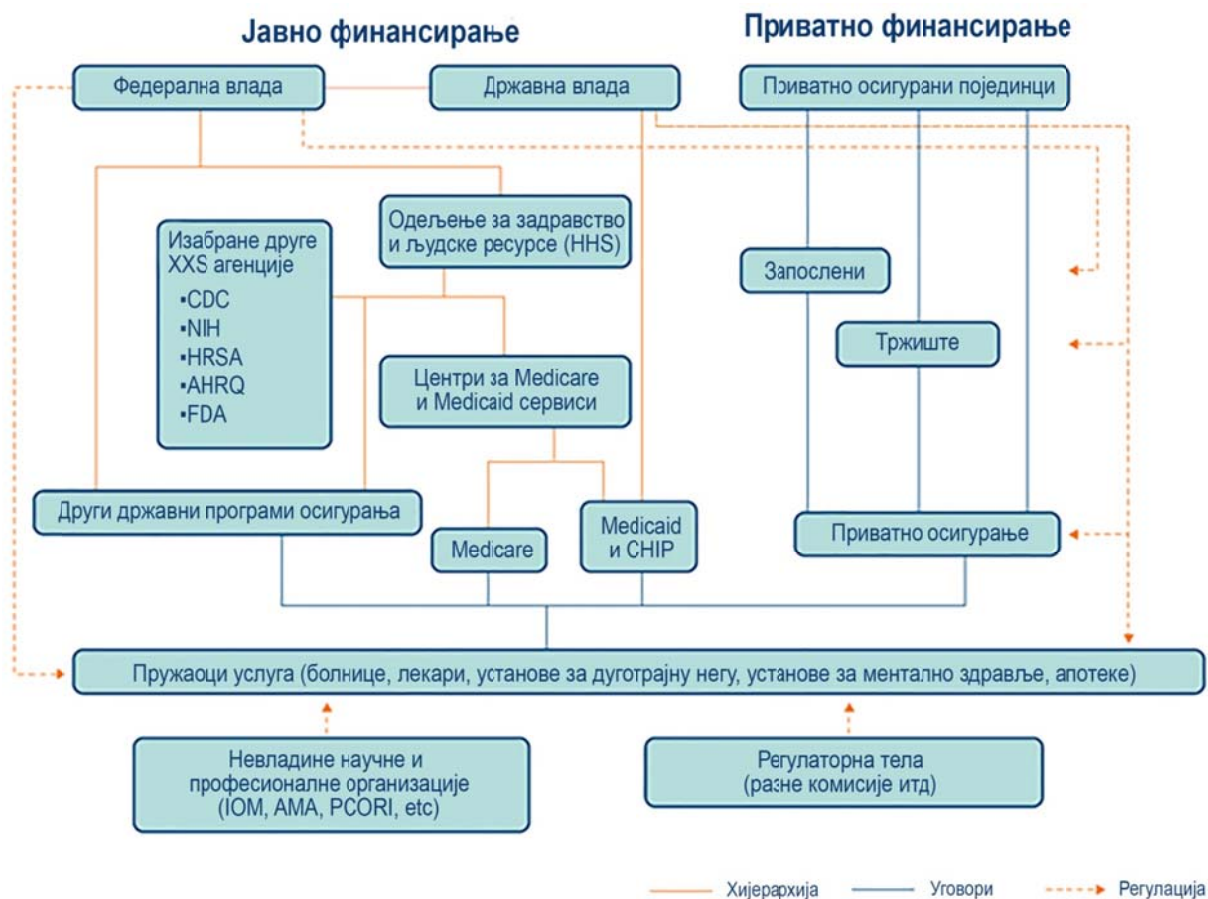 Јавно финансирање
Приватно финансирање
Федерална влада
Државна влада
Приватно осигурани појединци
Одељење за задравство
и људске ресурсе (HHS)
Изабране друге
XXS агенције
▪CDC
▪NIH
▪HRSA
▪AHRQ
▪FDA
Запослени
Тржиште
Центри за Medicare
и Medicaid сервиси
Други државни програми осигурања
Medicare
Medicaid
и CHIP
Приватно осигурање
Пружаоци услуга (болнице, лекари, установе за дуготрајну негу, установе за ментално здравље, апотеке)
Невладине научне и
професионалне организације
(IOM, AMA, PCORI, etc)
Регулаторна тела
(разне комисије итд)
Хијерархија
Уговори
Регулација